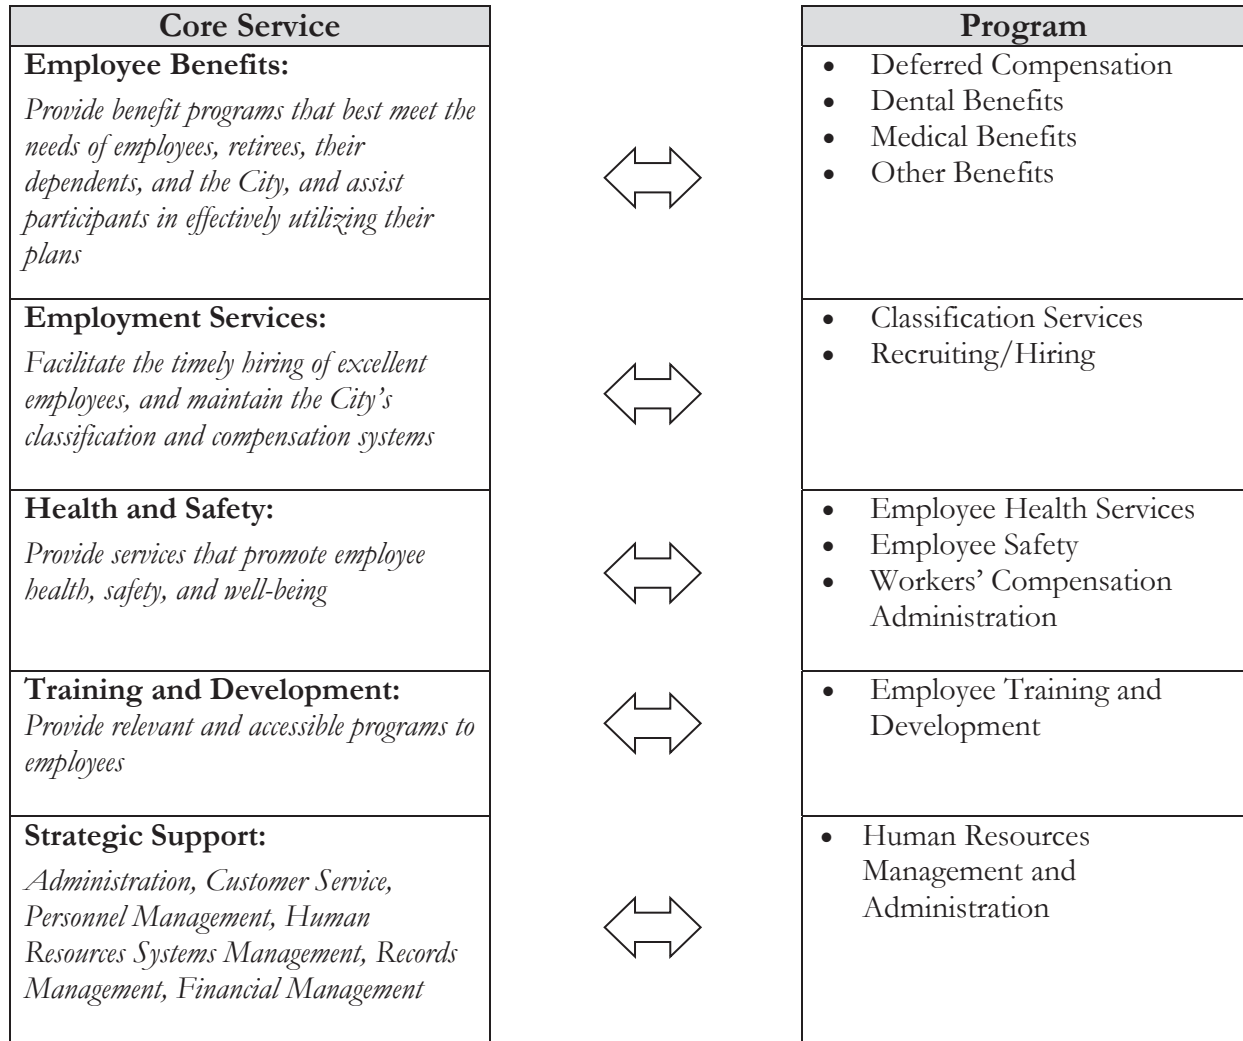 Core Service
Program
Employee Benefits:
Provide benefit programs that best meet the
needs of employees, retirees, their
dependents, and the City, and assist
participants in effectively utilizing their
plans
• Deferred Compensation
• Dental Benefits
• Medical Benefits
• Other Benefits
Employment Services:
Facilitate the timely hiring of excellent
employees, and maintain the City’s
classification and compensation systems
• Classification Services
• Recruiting/Hiring
Health and Safety:
Provide services that promote employee
health, safety, and well-being
• Employee Health Services
• Employee Safety
• Workers’ Compensation
Administration
Training and Development:
Provide relevant and accessible programs to
employees
• Employee Training and
Development
Strategic Support:
Administration, Customer Service,
Personnel Management, Human
Resources Systems Management, Records
Management, Financial Management
• Human Resources
Management and
Administration